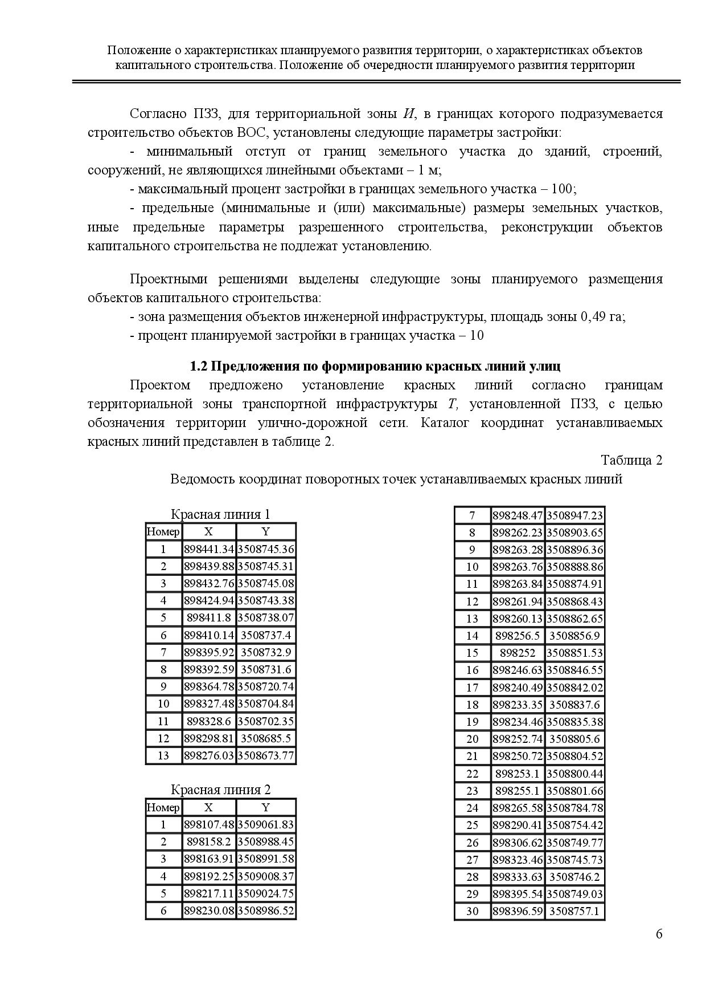 Положение о характеристиках планируемого развития территории, о характеристиках объектов
капитального строительства. Положение об очередности планируемого развития территории
Согласно ПЗЗ, для территориальной зоны И, в границах которого подразумевается
строительство объектов ВОС, установлены следующие параметры застройки:
- минимальный отступ от границ земельного участка до зданий, строений,
сооружений, не являющихся линейными объектами – 1 м;
- максимальный процент застройки в границах земельного участка – 100;
- предельные (минимальные и (или) максимальные) размеры земельных участков,
иные предельные параметры разрешенного строительства, реконструкции объектов
капитального строительства не подлежат установлению.
Проектными решениями выделены следующие зоны планируемого размещения
объектов капитального строительства:
- зона размещения объектов инженерной инфраструктуры, площадь зоны 0,49 га;
- процент планируемой застройки в границах участка – 10
1.2 Предложения по формированию красных линий улиц
Проектом предложено установление красных линий согласно границам
территориальной зоны транспортной инфраструктуры Т, установленной ПЗЗ, с целью
обозначения территории улично-дорожной сети. Каталог координат устанавливаемых
красных линий представлен в таблице 2.
Таблица 2
Ведомость координат поворотных точек устанавливаемых красных линий
Красная линия 1
Номер X Y
1 898441.34 3508745.36
2 898439.88 3508745.31
3 898432.76 3508745.08
4 898424.94 3508743.38
5 898411.8 3508738.07
6 898410.14 3508737.4
7 898395.92 3508732.9
8 898392.59 3508731.6
9 898364.78 3508720.74
10 898327.48 3508704.84
11 898328.6 3508702.35
12 898298.81 3508685.5
13 898276.03 3508673.77
Красная линия 2
Номер X Y
1 898107.48 3509061.83
2 898158.2 3508988.45
3 898163.91 3508991.58
4 898192.25 3509008.37
5 898217.11 3509024.75
6 898230.08 3508986.52
7 898248.47 3508947.23
8 898262.23 3508903.65
9 898263.28 3508896.36
10 898263.76 3508888.86
11 898263.84 3508874.91
12 898261.94 3508868.43
13 898260.13 3508862.65
14 898256.5 3508856.9
15 898252 3508851.53
16 898246.63 3508846.55
17 898240.49 3508842.02
18 898233.35 3508837.6
19 898234.46 3508835.38
20 898252.74 3508805.6
21 898250.72 3508804.52
22 898253.1 3508800.44
23 898255.1 3508801.66
24 898265.58 3508784.78
25 898290.41 3508754.42
26 898306.62 3508749.77
27 898323.46 3508745.73
28 898333.63 3508746.2
29 898395.54 3508749.03
30 898396.59 3508757.1
6